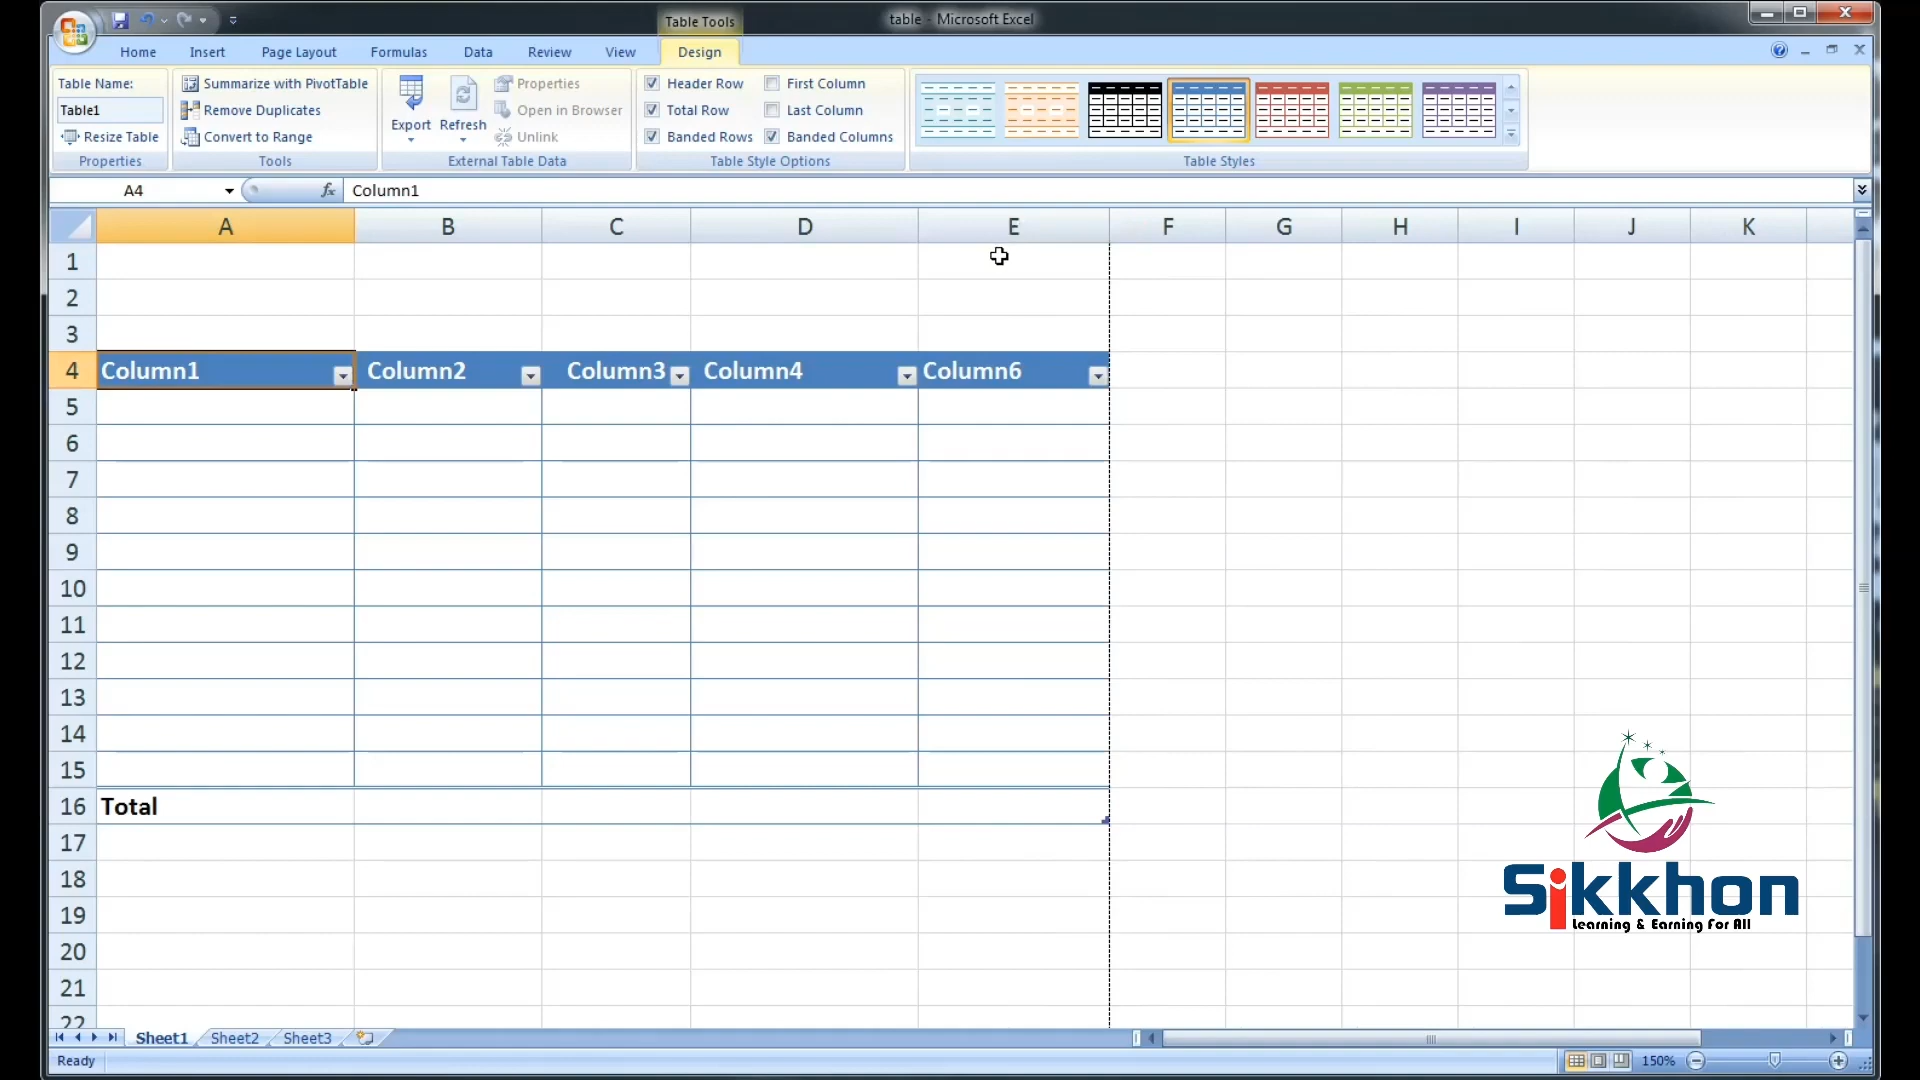 Table Tools
table - Microsoft Excel
Home Insert Page Layout Formulas Data Review View Design
Table Name:
Table1
Resize Table
Properties
Summarize with PivotTable
Remove Duplicates
Convert to Range
Tools
Export
Refresh
Properties
Open in Browser
Unlink
External Table Data
Header Row
Total Row
Banded Rows
First Column
Last Column
Banded Columns
Table Style Options
Table Styles
A4
fx
Column1
A B C D E F G H I J K
1
2
3
4 Column1 Column2 Column3 Column4 Column6
5
6
7
8
9
10
11
12
13
14
15
16 Total
17
18
19
20
21
22
Sikkhon
Learning & Earning For All
Sheet1 Sheet2 Sheet3
Ready
150%